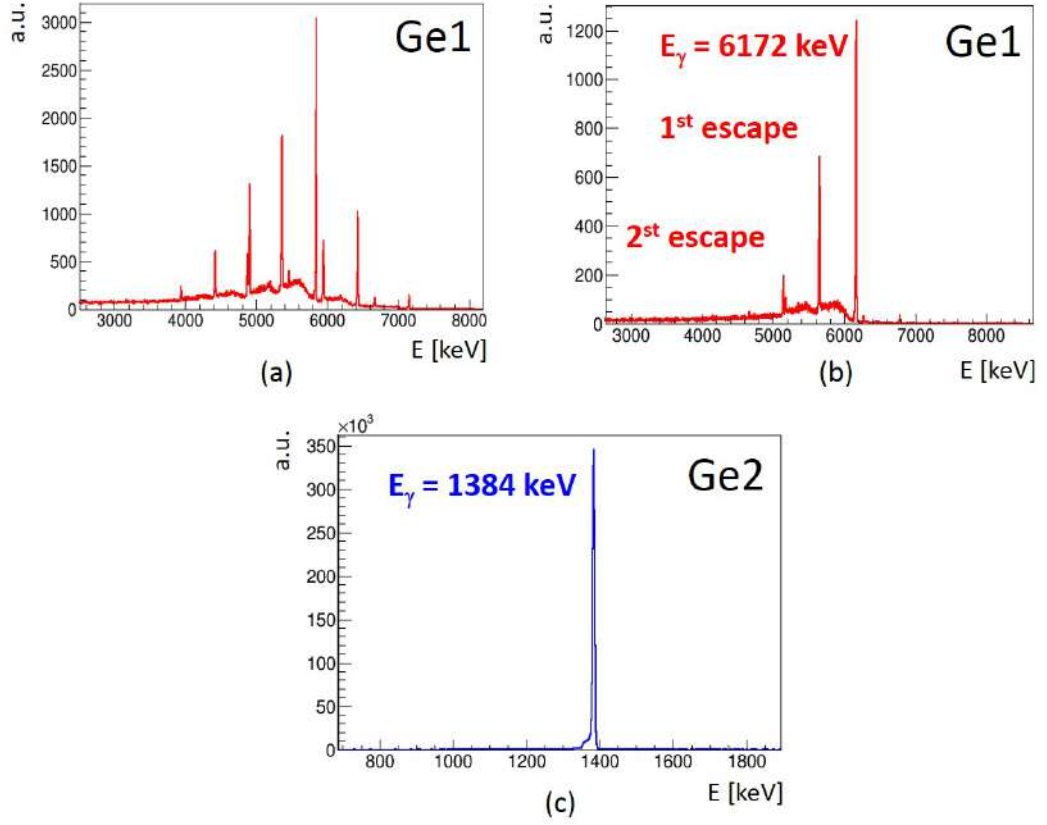 a.u.
3000
2500
2000
1500
1000
500
0
Ge1
3000 4000 5000 6000 7000 8000
E [keV]
(a)
a.u.
1200
1000
800
600
400
200
0
Eγ = 6172 keV
Ge1
1st escape
2st escape
3000 4000 5000 6000 7000 8000
E [keV]
(b)
a.u.
×10³
350
300
250
200
150
100
50
0
Eγ = 1384 keV
Ge2
800 1000 1200 1400 1600 1800
E [keV]
(c)